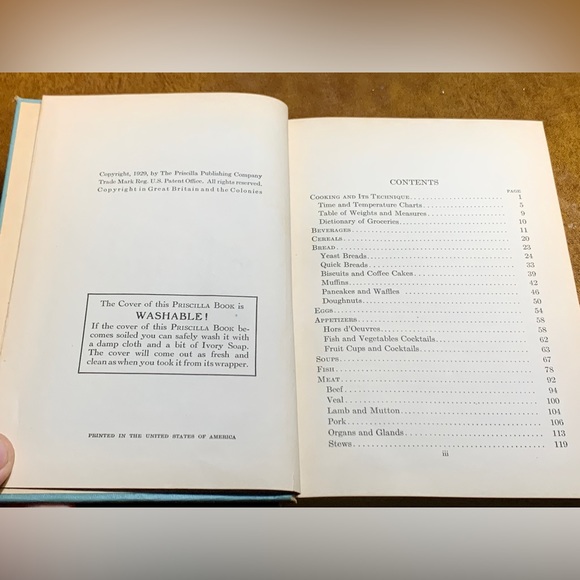 Copyright, 1929, by The Priscilla Publishing Company
Trade Mark Reg. U.S. Patent Office. All rights reserved.
Copyright in Great Britain and the Colonies
The Cover of this PRISCILLA BOOK is
WASHABLE!
If the cover of this PRISCILLA BOOK be-
comes soiled you can safely wash it with
a damp cloth and a bit of Ivory Soap.
The cover will come out as fresh and
clean as when you took it from its wrapper.
PRINTED IN THE UNITED STATES OF AMERICA
CONTENTS
PAGE
COOKING AND ITS TECHNIQUE 1
Time and Temperature Charts 5
Table of Weights and Measures 9
Dictionary of Groceries 10
BEVERAGES 11
CEREALS 20
BREAD 23
Yeast Breads 24
Quick Breads 33
Biscuits and Coffee Cakes 39
Muffins 42
Pancakes and Waffles 46
Doughnuts 50
EGGS 54
APPETIZERS 58
Hors d'Oeuvres 58
Fish and Vegetables Cocktails 62
Fruit Cups and Cocktails 63
SOUPS 67
FISH 78
MEAT 92
Beef 94
Veal 100
Lamb and Mutton 104
Pork 106
Organs and Glands 113
Stews 119
iii